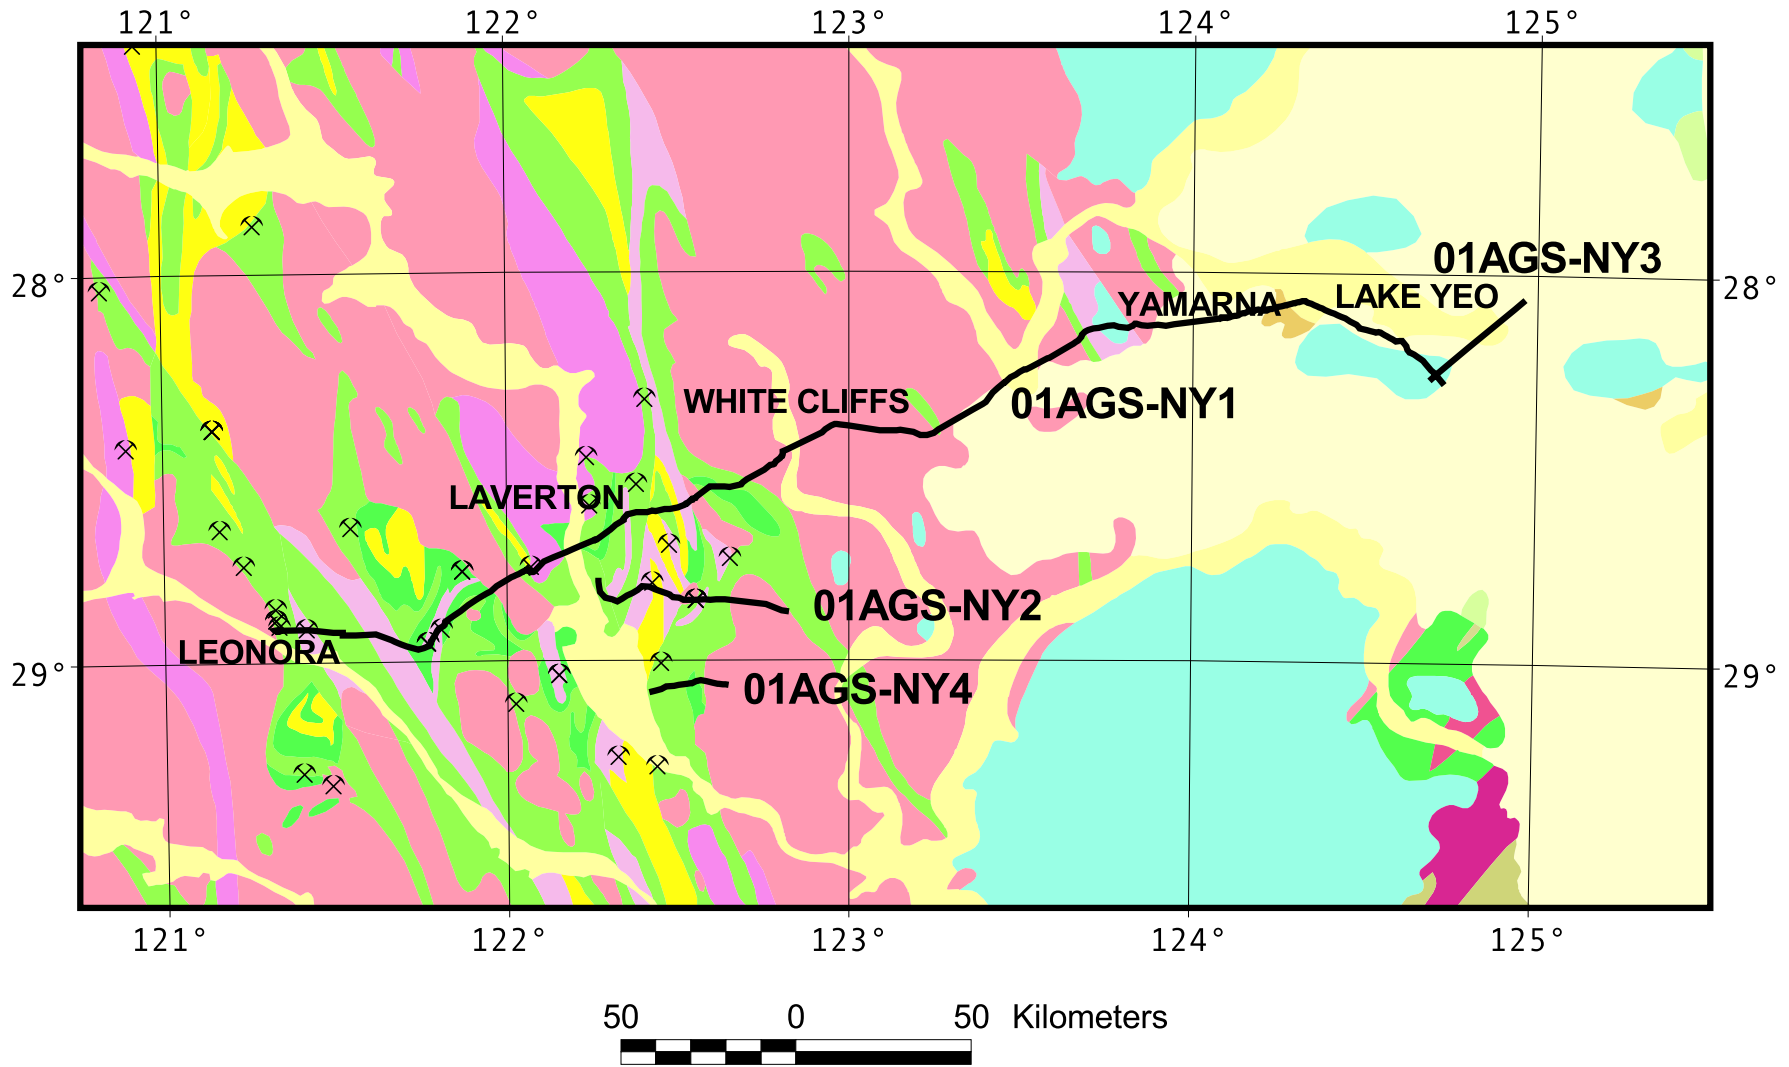 121° 122° 123° 124° 125°
01AGS-NY3
28° 28°
YAMARNA LAKE YEO
WHITE CLIFFS 01AGS-NY1
LAVERTON
01AGS-NY2
LEONORA
29° 29°
01AGS-NY4
121° 122° 123° 124° 125°
50 0 50 Kilometers